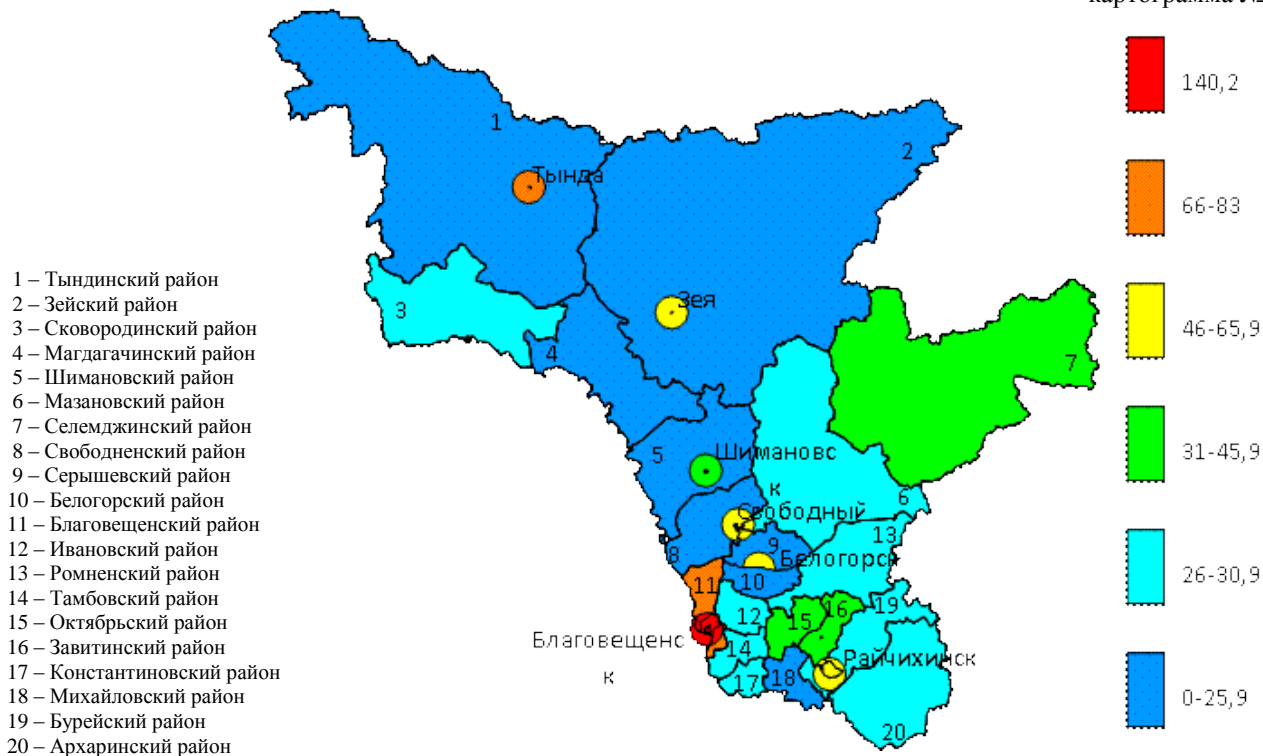 картограмма №2
140,2
66-83
46-65,9
31-45,9
26-30,9
0-25,9
1 – Тындинский район
2 – Зейский район
3 – Сковородинский район
4 – Магдагачинский район
5 – Шимановский район
6 – Мазановский район
7 – Селемджинский район
8 – Свободненский район
9 – Серышевский район
10 – Белогорский район
11 – Благовещенский район
12 – Ивановский район
13 – Ромненский район
14 – Тамбовский район
15 – Октябрьский район
16 – Завитинский район
17 – Константиновский район
18 – Михайловский район
19 – Бурейский район
20 – Архаринский район
1
2
Тында
Зея
3
4
7
5
Шимановс
к
6
Свободный
13
9
8
Белогорск
10
11
19
16
12
15
Благовещенс
к
14
Райчихинск
17
18
20